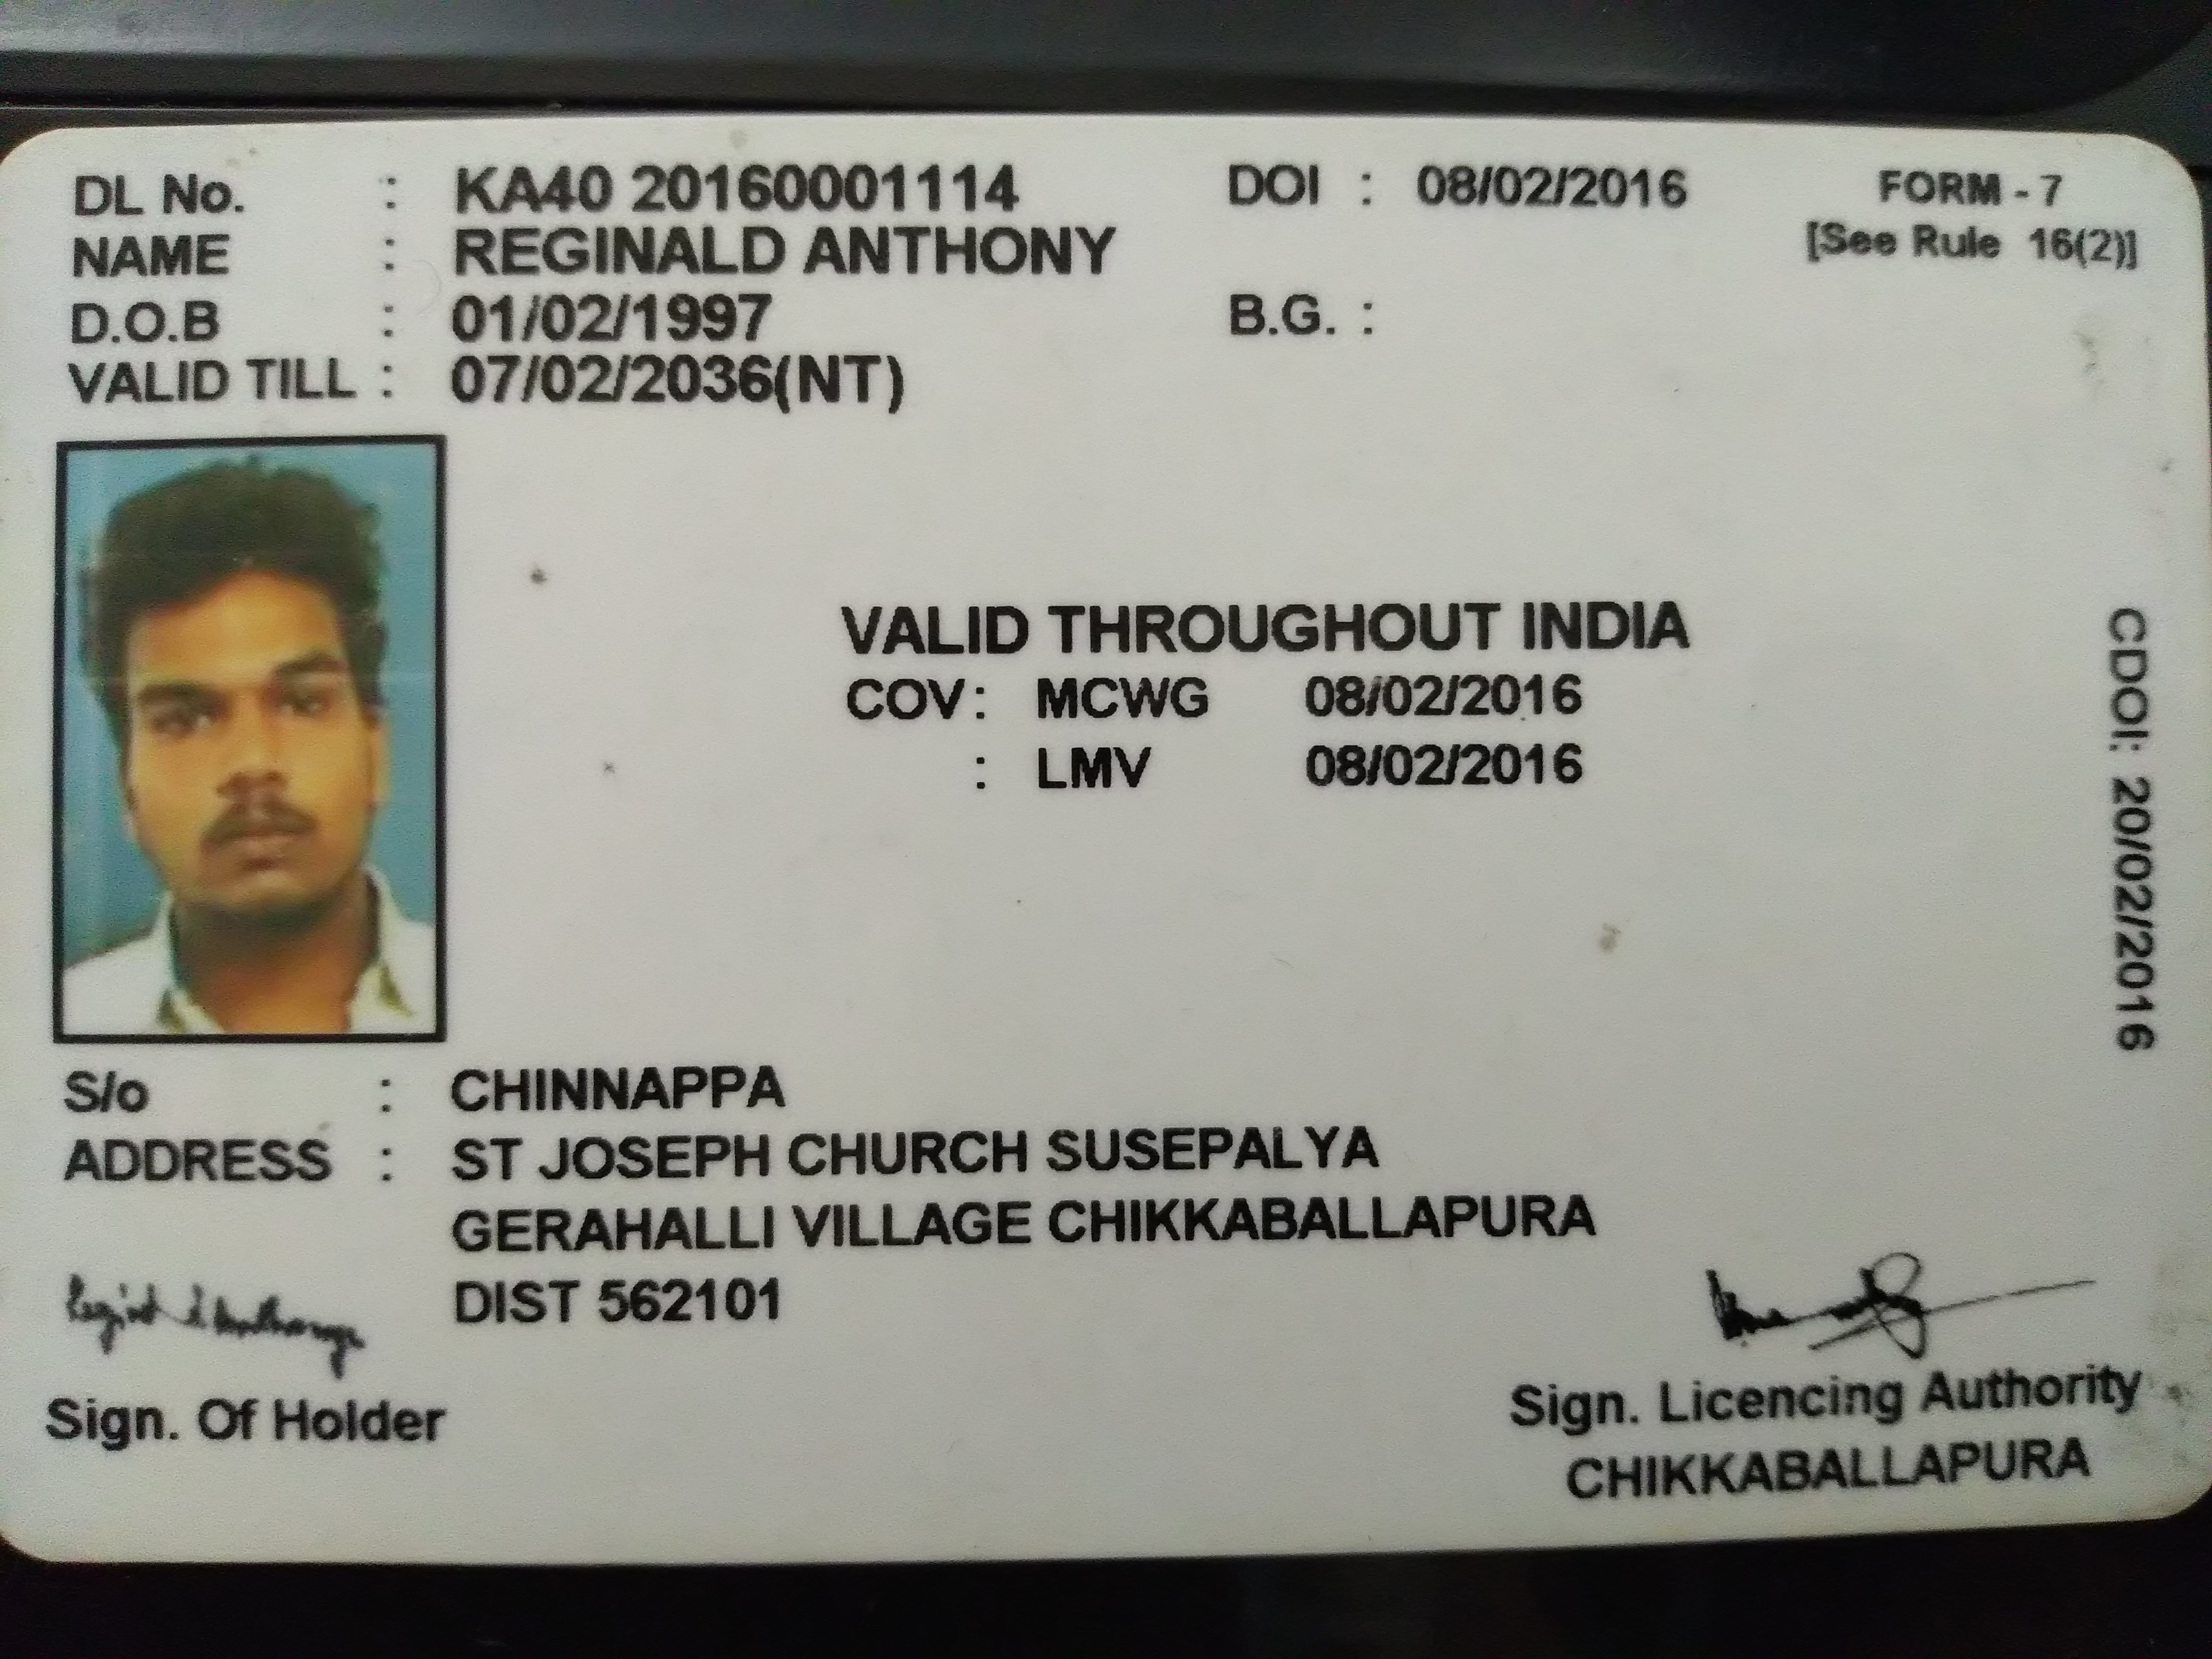 DL No. : KA40 20160001114 DOI : 08/02/2016 FORM - 7
NAME : REGINALD ANTHONY [See Rule 16(2)]
D.O.B : 01/02/1997 B.G. :
VALID TILL : 07/02/2036(NT)
VALID THROUGHOUT INDIA
COV: MCWG 08/02/2016
: LMV 08/02/2016
CDOI: 20/02/2016
S/o : CHINNAPPA
ADDRESS : ST JOSEPH CHURCH SUSEPALYA
GERAHALLI VILLAGE CHIKKABALLAPURA
DIST 562101
Sign. Of Holder
Sign. Licencing Authority
CHIKKABALLAPURA